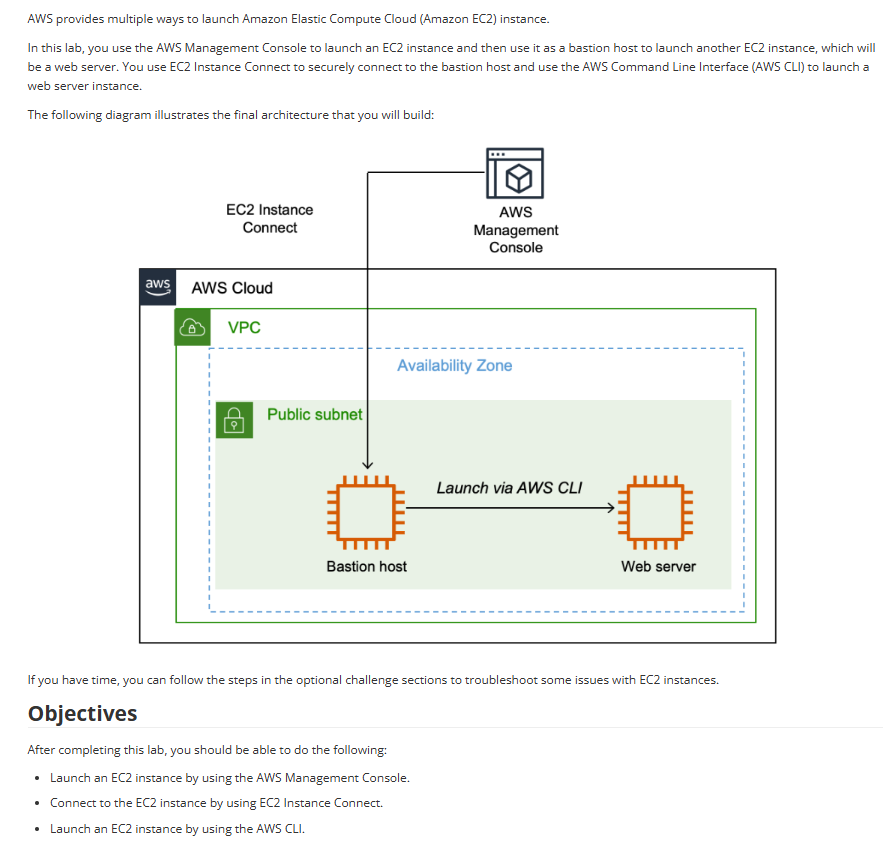 AWS provides multiple ways to launch Amazon Elastic Compute Cloud (Amazon EC2) instance.
In this lab, you use the AWS Management Console to launch an EC2 instance and then use it as a bastion host to launch another EC2 instance, which will
be a web server. You use EC2 Instance Connect to securely connect to the bastion host and use the AWS Command Line Interface (AWS CLI) to launch a
web server instance.
The following diagram illustrates the final architecture that you will build:
EC2 Instance
Connect
AWS
Management
Console
aws
AWS Cloud
VPC
Availability Zone
Public subnet
Launch via AWS CLI
Bastion host
Web server
If you have time, you can follow the steps in the optional challenge sections to troubleshoot some issues with EC2 instances.
Objectives
After completing this lab, you should be able to do the following:
• Launch an EC2 instance by using the AWS Management Console.
• Connect to the EC2 instance by using EC2 Instance Connect.
• Launch an EC2 instance by using the AWS CLI.